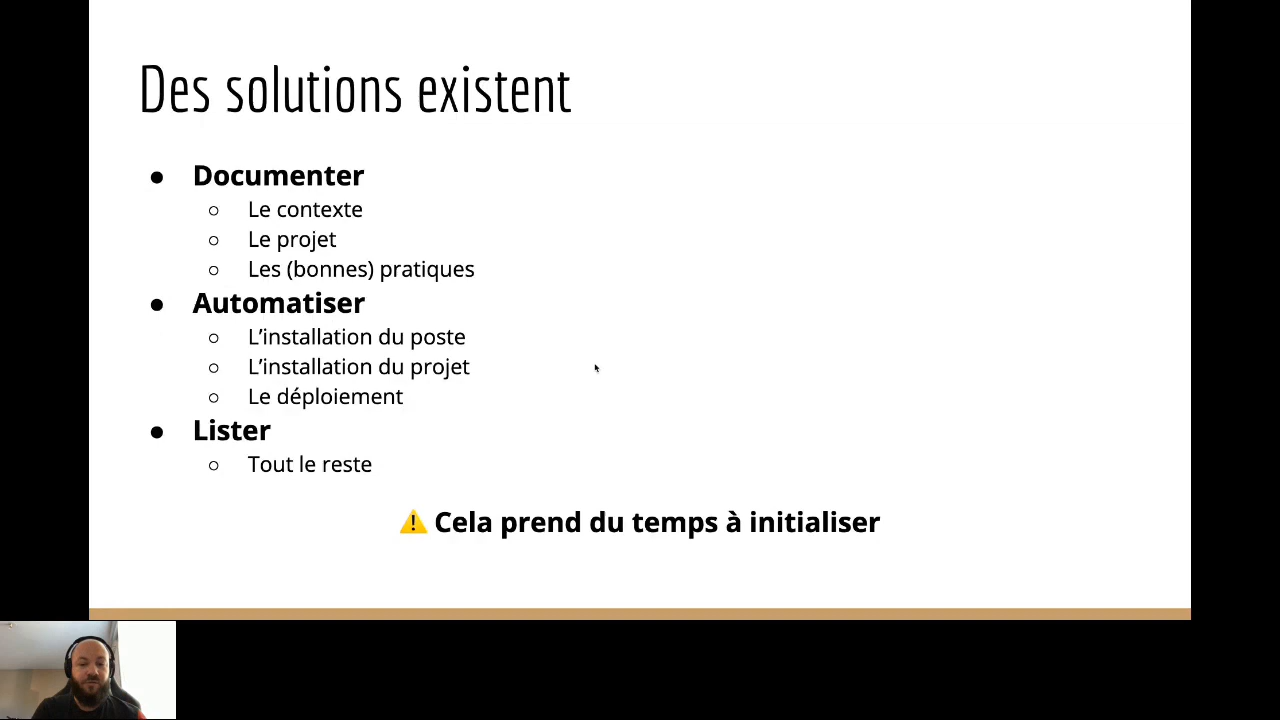 Des solutions existent
● Documenter
○ Le contexte
○ Le projet
○ Les (bonnes) pratiques
● Automatiser
○ L’installation du poste
○ L’installation du projet
○ Le déploiement
● Lister
○ Tout le reste
⚠️ Cela prend du temps à initialiser